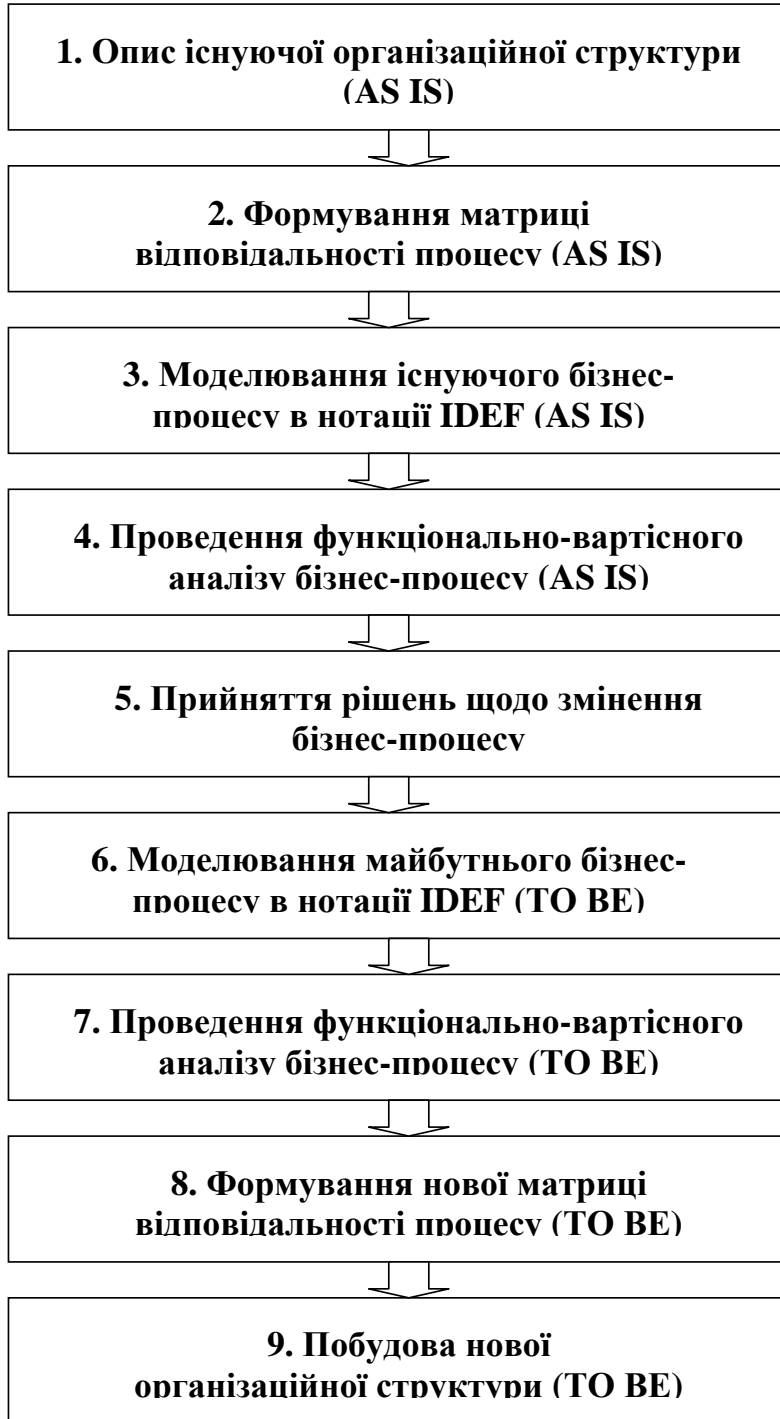 1. Опис існуючої організаційної структури
(AS IS)
2. Формування матриці
відповідальності процесу (AS IS)
3. Моделювання існуючого бізнес-
процесу в нотації IDEF (AS IS)
4. Проведення функціонально-вартісного
аналізу бізнес-процесу (AS IS)
5. Прийняття рішень щодо змінення
бізнес-процесу
6. Моделювання майбутнього бізнес-
процесу в нотації IDEF (TO BE)
7. Проведення функціонально-вартісного
аналізу бізнес-процесу (TO BE)
8. Формування нової матриці
відповідальності процесу (TO BE)
9. Побудова нової
організаційної структури (TO BE)